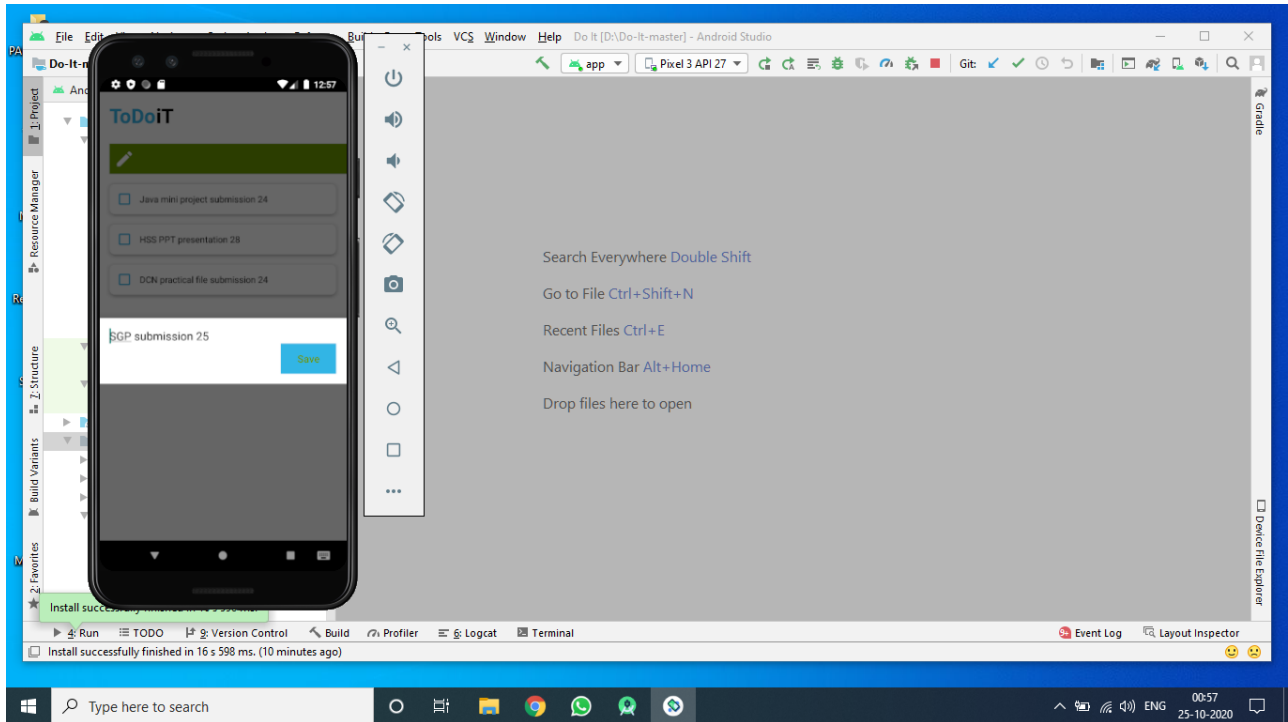 File Edit
Bui
ols VCS Window Help Do It [D:\Do-It-master] - Android Studio
Do-It-m
app
Pixel 3 API 27
Git:
1: Project
Resource Manager
Z: Structure
Build Variants
2: Favorites
And
12:57
ToDoiT
Java mini project submission 24
HSS PPT presentation 28
DCN practical file submission 24
SGP submission 25
Save
Search Everywhere Double Shift
Go to File Ctrl+Shift+N
Recent Files Ctrl+E
Navigation Bar Alt+Home
Drop files here to open
Gradle
Device File Explorer
Install succ
4: Run TODO 9: Version Control Build Profiler 6: Logcat Terminal
Event Log Layout Inspector
Install successfully finished in 16 s 598 ms. (10 minutes ago)
Type here to search
ENG
00:57
25-10-2020